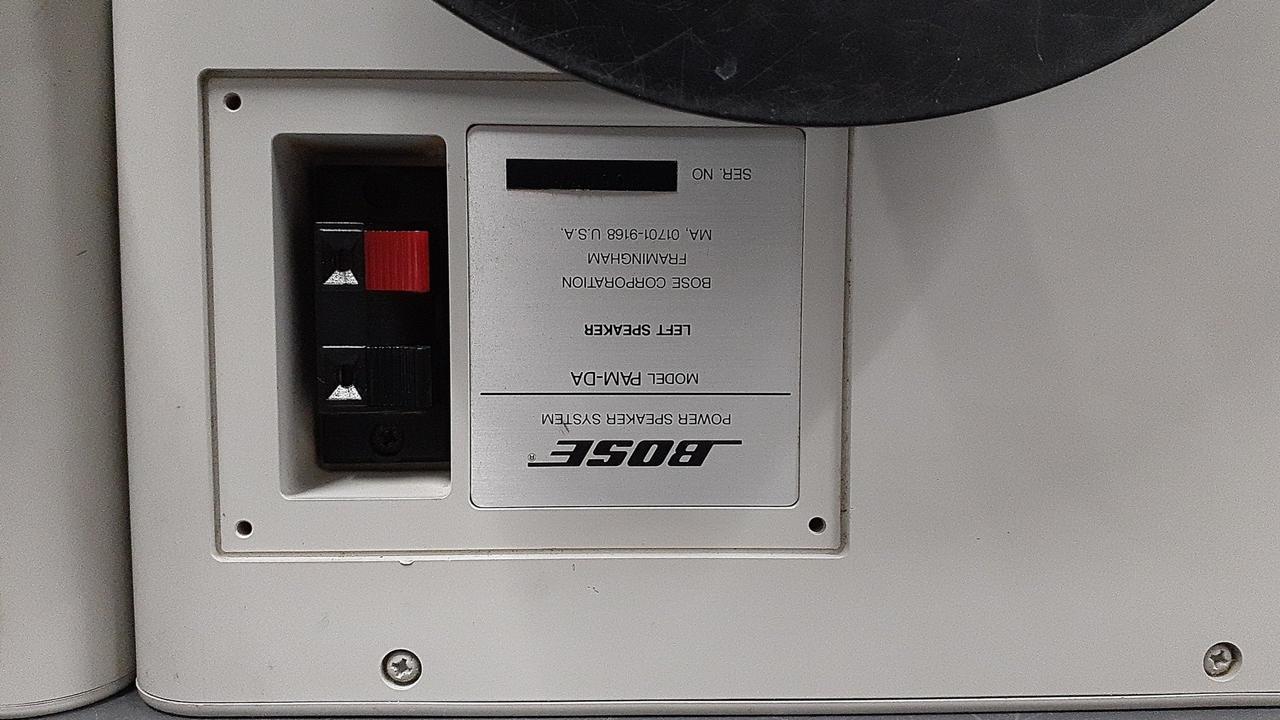 BOSE®
POWER SPEAKER SYSTEM
MODEL PAM-DA
LEFT SPEAKER
BOSE CORPORATION
FRAMINGHAM
MA, 01701-9168 U.S.A.
SER. NO